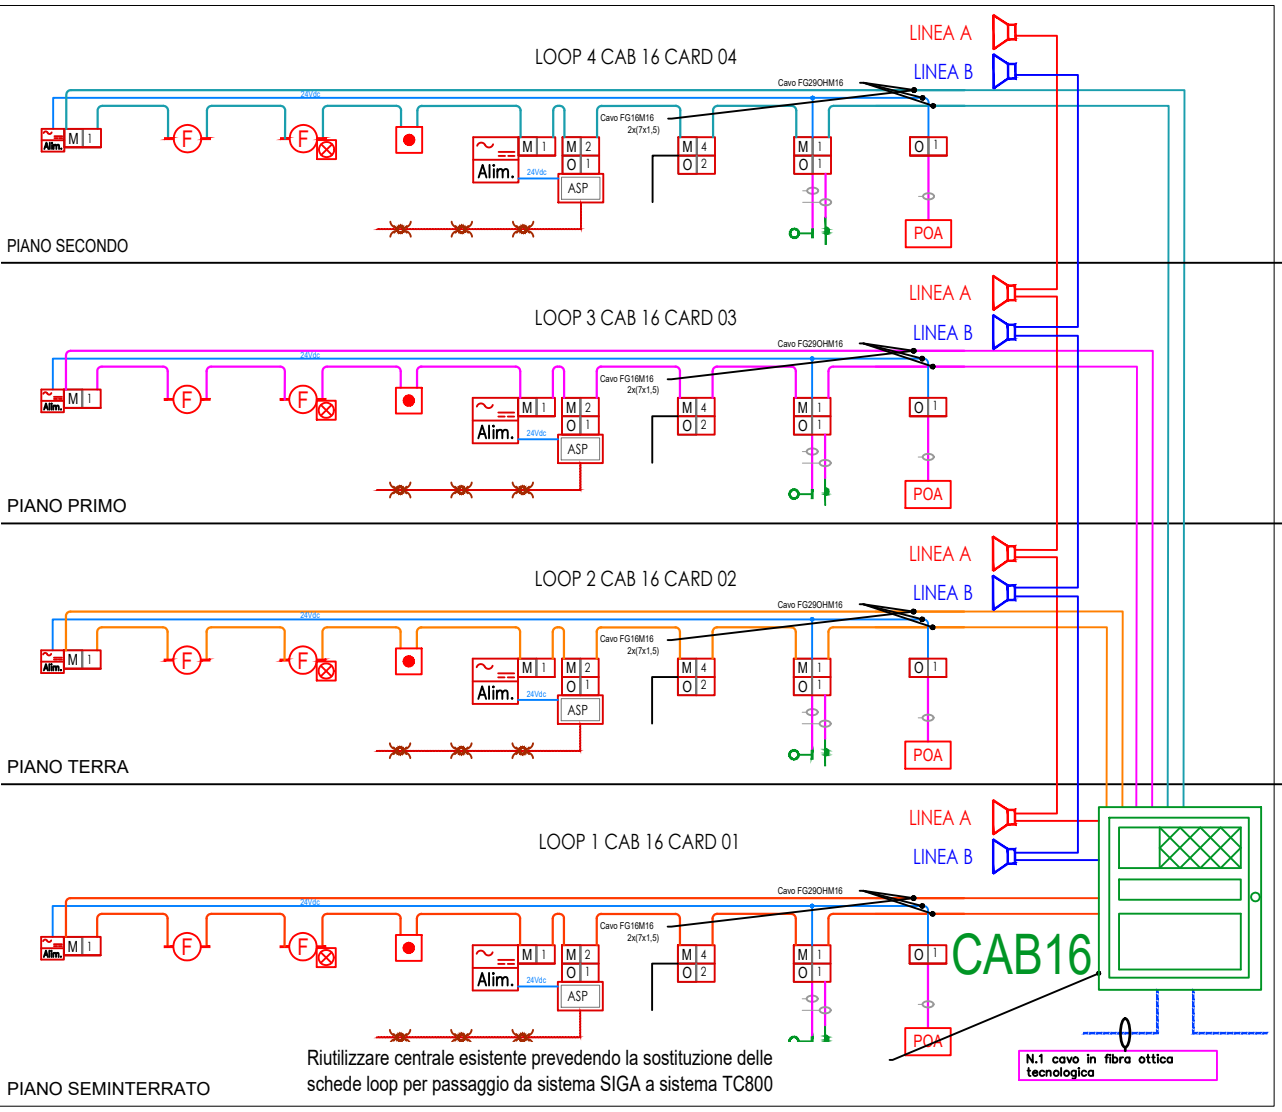 LINEA A
LOOP 4 CAB 16 CARD 04
LINEA B
Cavo FG29OHM16
24Vdc
Cavo FG16M16
2x(7x1,5)
Alim. M 1
F
F
M 1
M 2
M 4
M 1
O 1
O 1
O 2
O 1
Alim.
24Vdc
ASP
POA
PIANO SECONDO
LINEA A
LOOP 3 CAB 16 CARD 03
LINEA B
Cavo FG29OHM16
24Vdc
Cavo FG16M16
2x(7x1,5)
Alim. M 1
F
F
M 1
M 2
M 4
M 1
O 1
O 1
O 2
O 1
Alim.
24Vdc
ASP
POA
PIANO PRIMO
LINEA A
LOOP 2 CAB 16 CARD 02
LINEA B
Cavo FG29OHM16
24Vdc
Cavo FG16M16
2x(7x1,5)
Alim. M 1
F
F
M 1
M 2
M 4
M 1
O 1
O 1
O 2
O 1
Alim.
24Vdc
ASP
POA
PIANO TERRA
LINEA A
LOOP 1 CAB 16 CARD 01
LINEA B
Cavo FG29OHM16
24Vdc
Cavo FG16M16
2x(7x1,5)
Alim. M 1
F
F
M 1
M 2
M 4
M 1
O 1
O 1
O 2
O 1
Alim.
24Vdc
ASP
CAB16
POA
Riutilizzare centrale esistente prevedendo la sostituzione delle
schede loop per passaggio da sistema SIGA a sistema TC800
N.1 cavo in fibra ottica
tecnologica
PIANO SEMINTERRATO